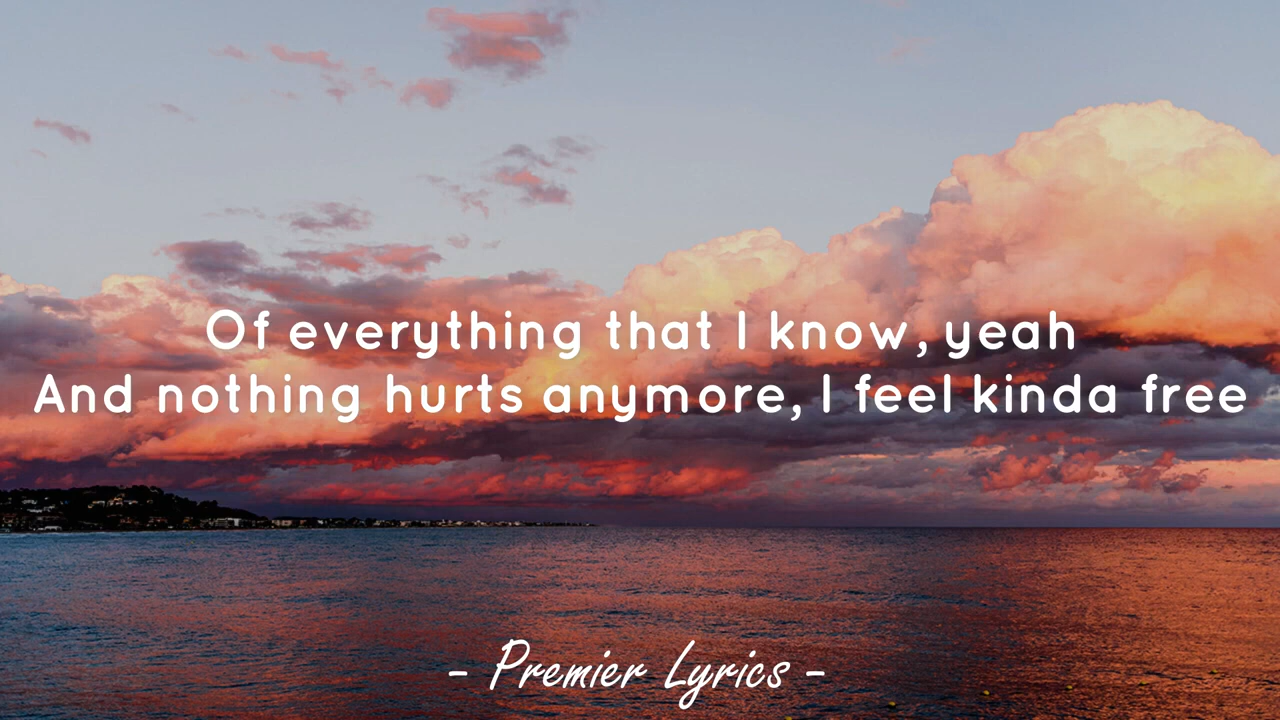 Of everything that I know, yeah
And nothing hurts anymore, I feel kinda free
- Premier Lyrics -